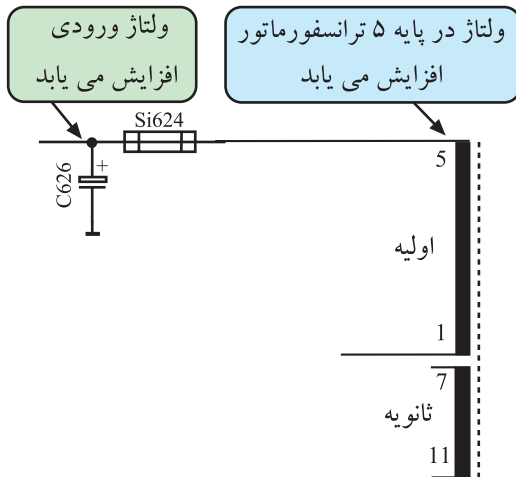 ولتاژ ورودی
افزایش می یابد
ولتاژ در پایه ۵ ترانسفورماتور
افزایش می یابد
Si624
+
C626
5
اولیه
1
7
ثانویه
11